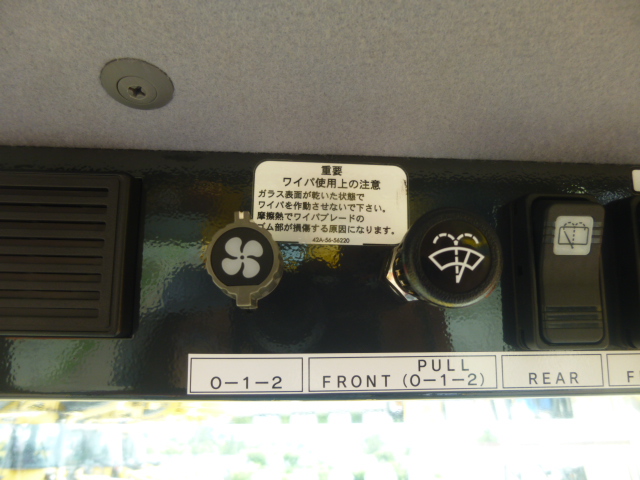 重要
ワイパ使用上の注意
ガラス表面が乾いた状態で
ワイパを作動させないで下さい。
摩擦熱でワイパブレードの
ゴム部が損傷する原因になります。
42A-56-56220
0-1-2
PULL
FRONT (0-1-2)
REAR
F